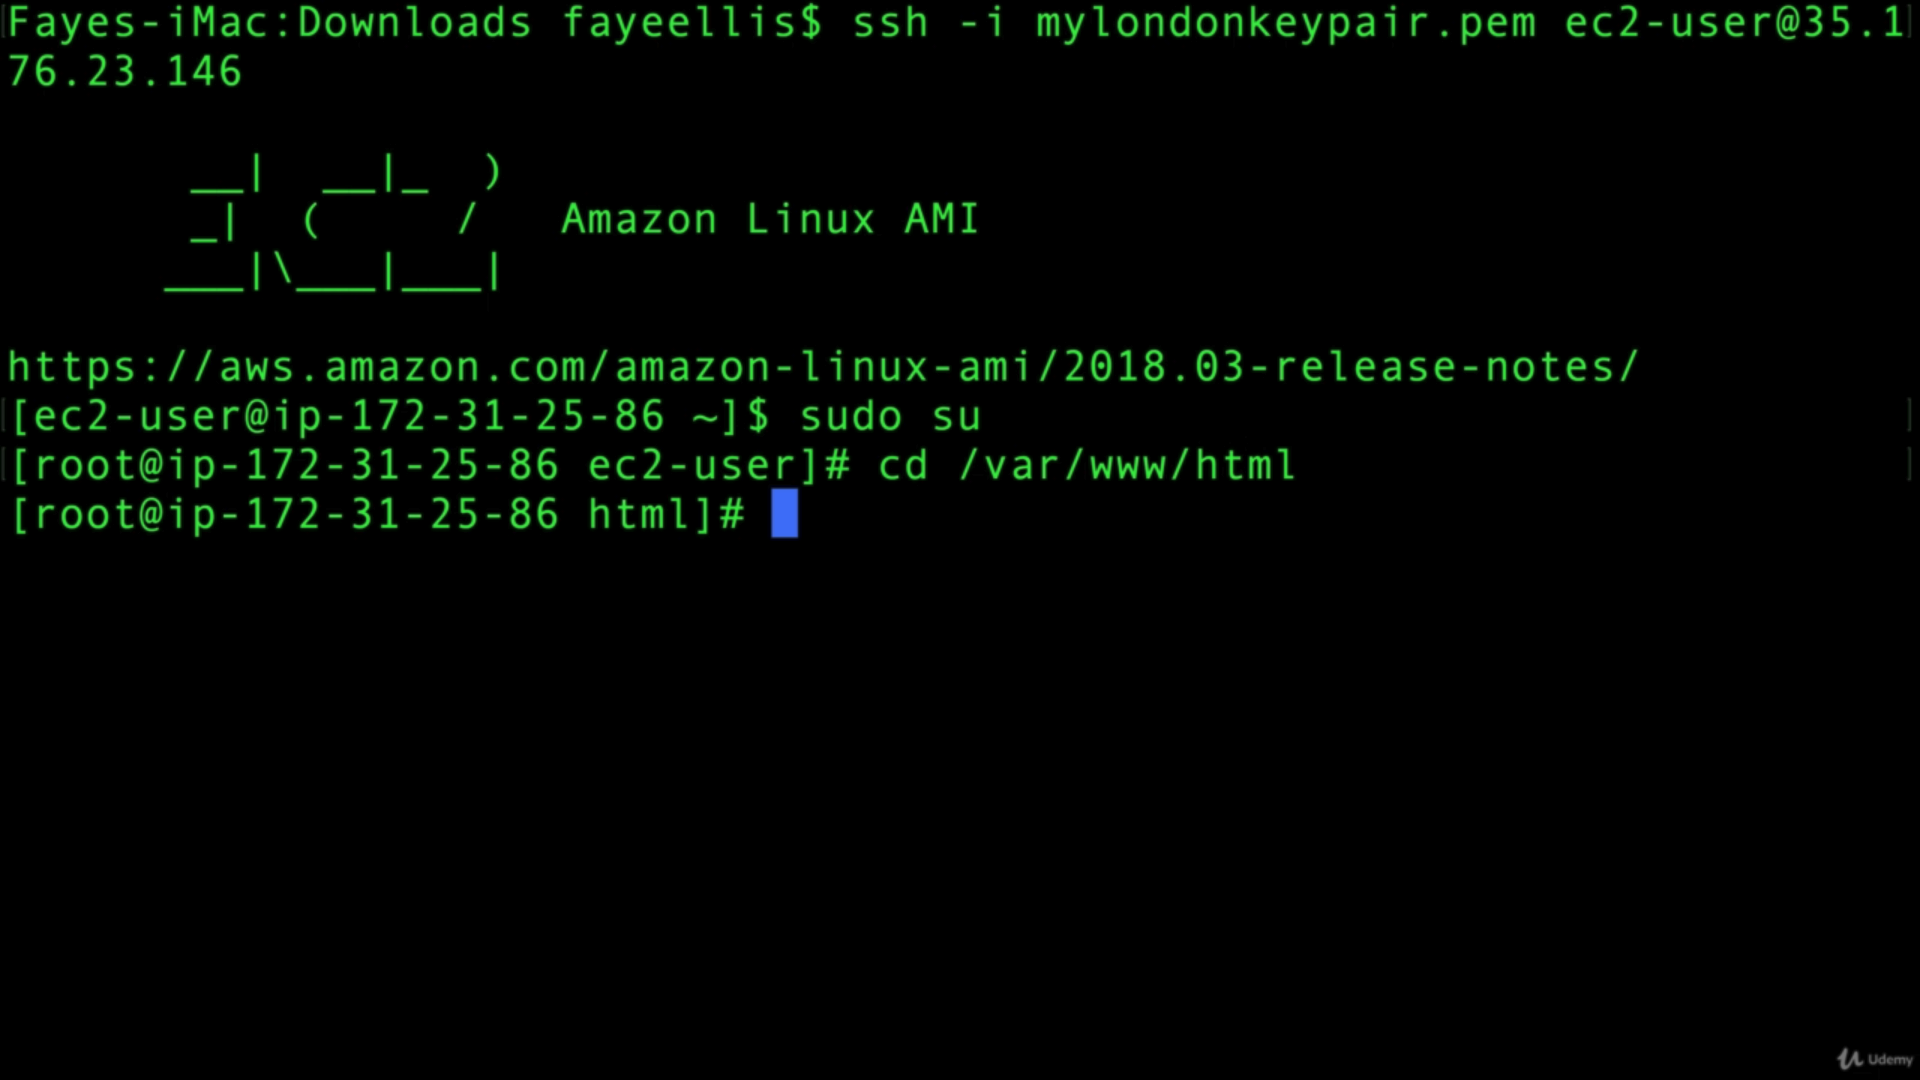 Fayes-iMac:Downloads fayeellis$ ssh -i mylondonkeypair.pem ec2-user@35.1
76.23.146
       __|  __|_  )
       _|  (     /   Amazon Linux AMI
      ___|\___|___|
https://aws.amazon.com/amazon-linux-ami/2018.03-release-notes/
[ec2-user@ip-172-31-25-86 ~]$ sudo su
[root@ip-172-31-25-86 ec2-user]# cd /var/www/html
[root@ip-172-31-25-86 html]#
Udemy